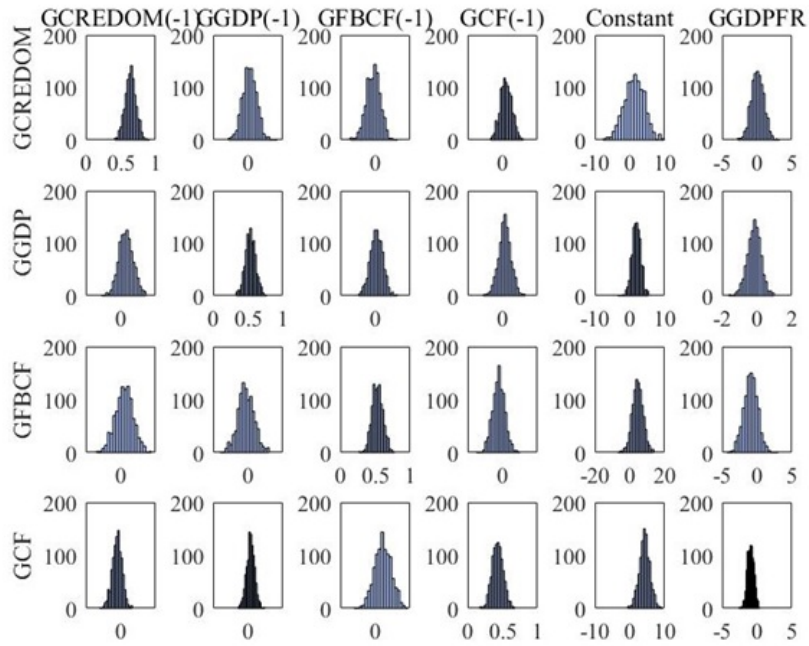 GCREDOM(-1) GGDP(-1) GFBCF(-1) GCF(-1) Constant GGDPFR
200 200 200 200 200 200
GCREDOM
100 100 100 100 100 100
0 0 0 0 0 0
0 0.5 1 0 0 0 -10 0 10 -5 0 5
200 200 200 200 200 200
GGDP
100 100 100 100 100 100
0 0 0 0 0 0
0 0 0.5 1 0 0 -10 0 10 -2 0 2
200 200 200 200 200 200
GFBCF
100 100 100 100 100 100
0 0 0 0 0 0
0 0 0 0.5 1 0 -20 0 20 -5 0 5
200 200 200 200 200 200
GCF
100 100 100 100 100 100
0 0 0 0 0 0
0 0 0 0 0.5 1 -10 0 10 -5 0 5